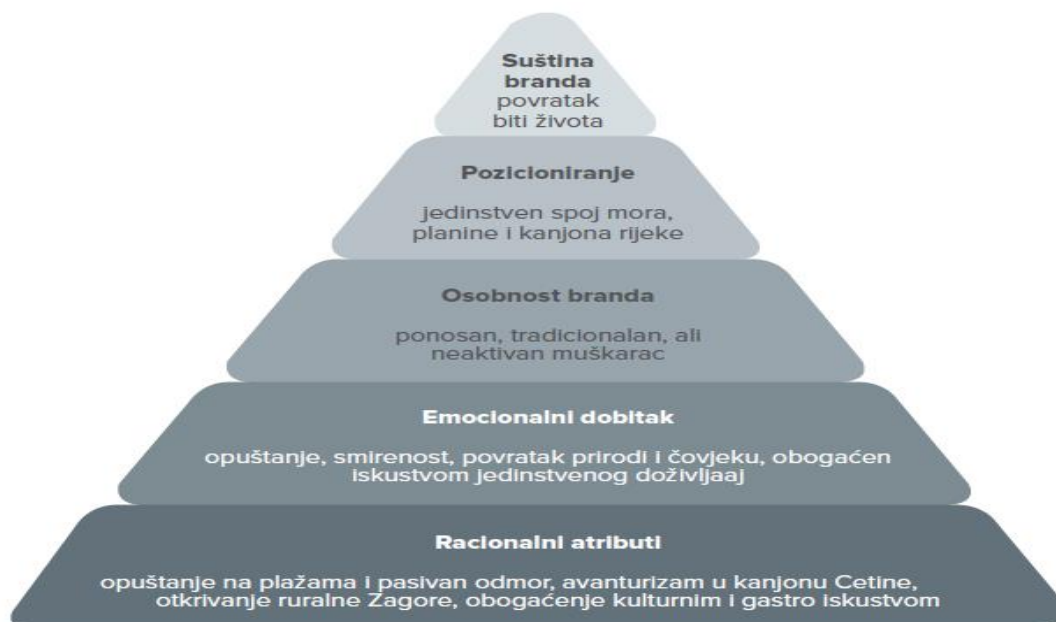 Suština
branda
povratak
biti života
Pozicioniranje
jedinstven spoj mora,
planine i kanjona rijeke
Osobnost branda
ponosan, tradicionalan, ali
neaktivan muškarac
Emocionalni dobitak
opuštanje, smirenost, povratak prirodi i čovjeku, obogaćen
iskustvom jedinstvenog doživljaaj
Racionalni atributi
opuštanje na plažama i pasivan odmor, avanturizam u kanjonu Cetine,
otkrivanje ruralne Zagore, obogaćenje kulturnim i gastro iskustvom